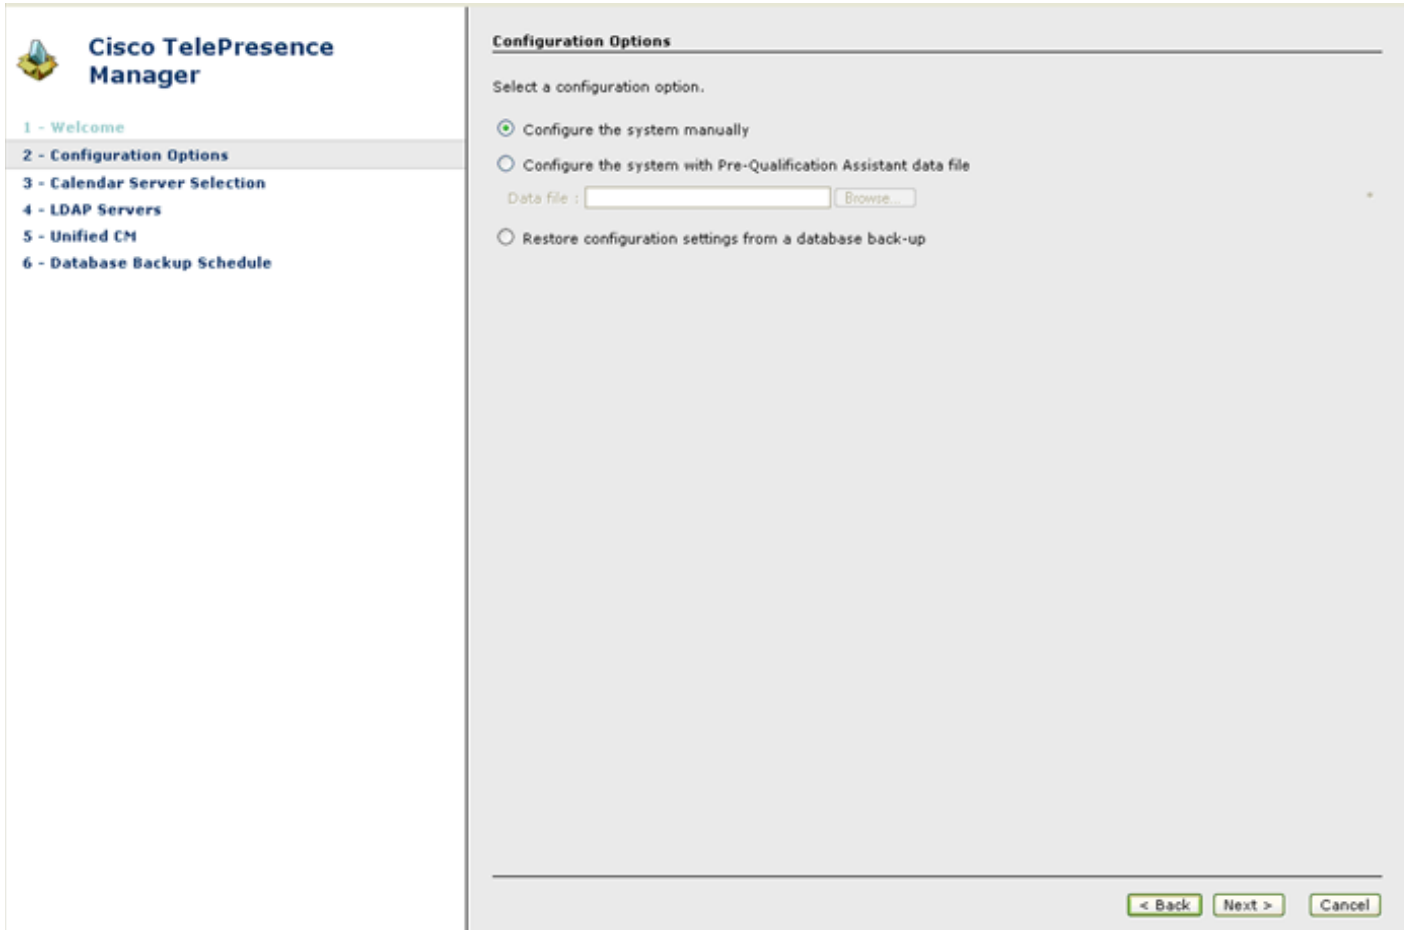 Cisco TelePresence
Manager
1 - Welcome
2 - Configuration Options
3 - Calendar Server Selection
4 - LDAP Servers
5 - Unified CM
6 - Database Backup Schedule
Configuration Options
Select a configuration option.
Configure the system manually
Configure the system with Pre-Qualification Assistant data file
Data file : Browse... *
Restore configuration settings from a database back-up
< Back Next > Cancel